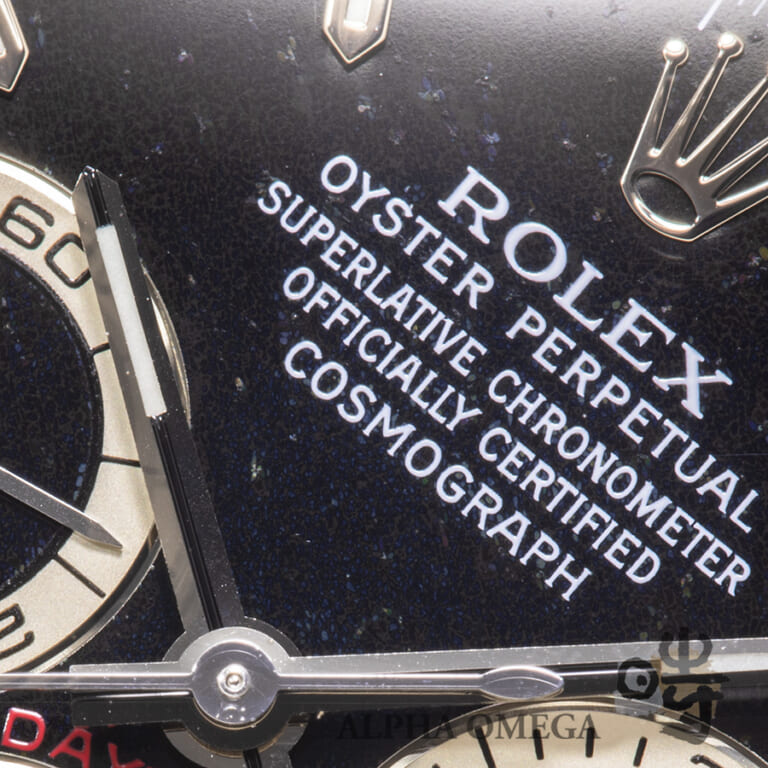 60
ROLEX
OYSTER PERPETUAL
SUPERLATIVE CHRONOMETER
OFFICIALLY CERTIFIED
COSMOGRAPH
DAY
ALPHA OMEGA